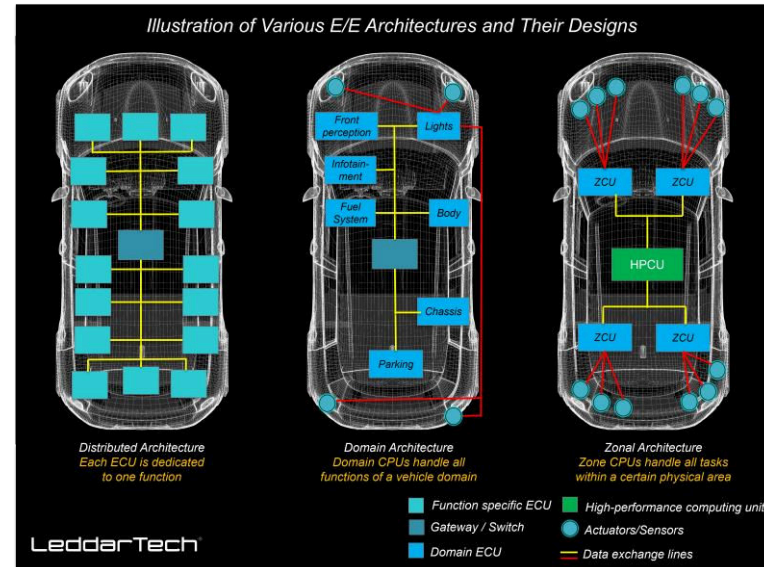 Illustration of Various E/E Architectures and Their Designs
Front
perception
Lights
Infotain-
ment
Fuel
System
Body
Chassis
Parking
ZCU
ZCU
HPCU
ZCU
ZCU
Distributed Architecture
Each ECU is dedicated
to one function
Domain Architecture
Domain CPUs handle all
functions of a vehicle domain
Zonal Architecture
Zone CPUs handle all tasks
within a certain physical area
Function specific ECU
Gateway / Switch
Domain ECU
High-performance computing unit
Actuators/Sensors
Data exchange lines
LeddarTech®